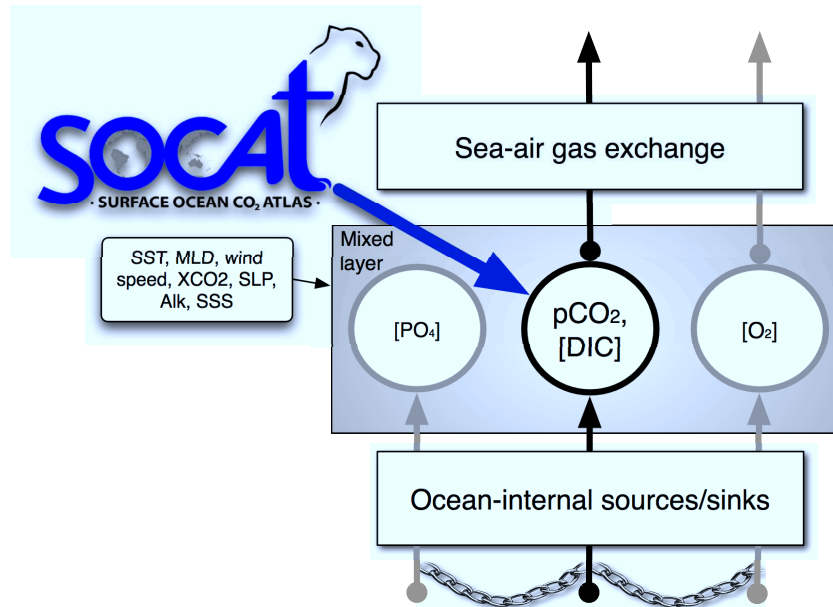 SOCAt
· SURFACE OCEAN CO₂ ATLAS ·
Sea-air gas exchange
SST, MLD, wind
speed, XCO2, SLP,
Alk, SSS
Mixed
layer
[PO₄]
pCO₂,
[DIC]
[O₂]
Ocean-internal sources/sinks